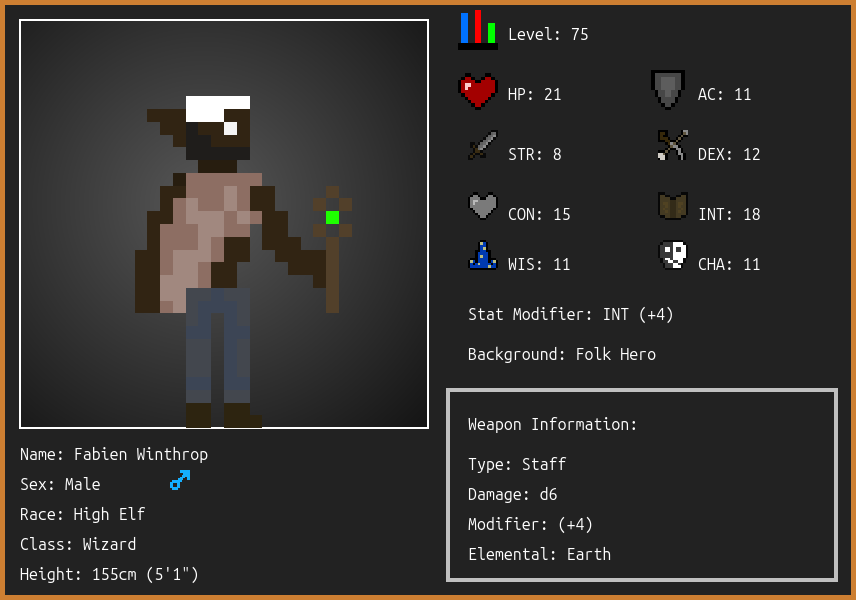 Level: 75
HP: 21
AC: 11
STR: 8
DEX: 12
CON: 15
INT: 18
WIS: 11
CHA: 11
Stat Modifier: INT (+4)
Background: Folk Hero
Weapon Information:
Type: Staff
Damage: d6
Modifier: (+4)
Elemental: Earth
Name: Fabien Winthrop
Sex: Male
Race: High Elf
Class: Wizard
Height: 155cm (5'1")